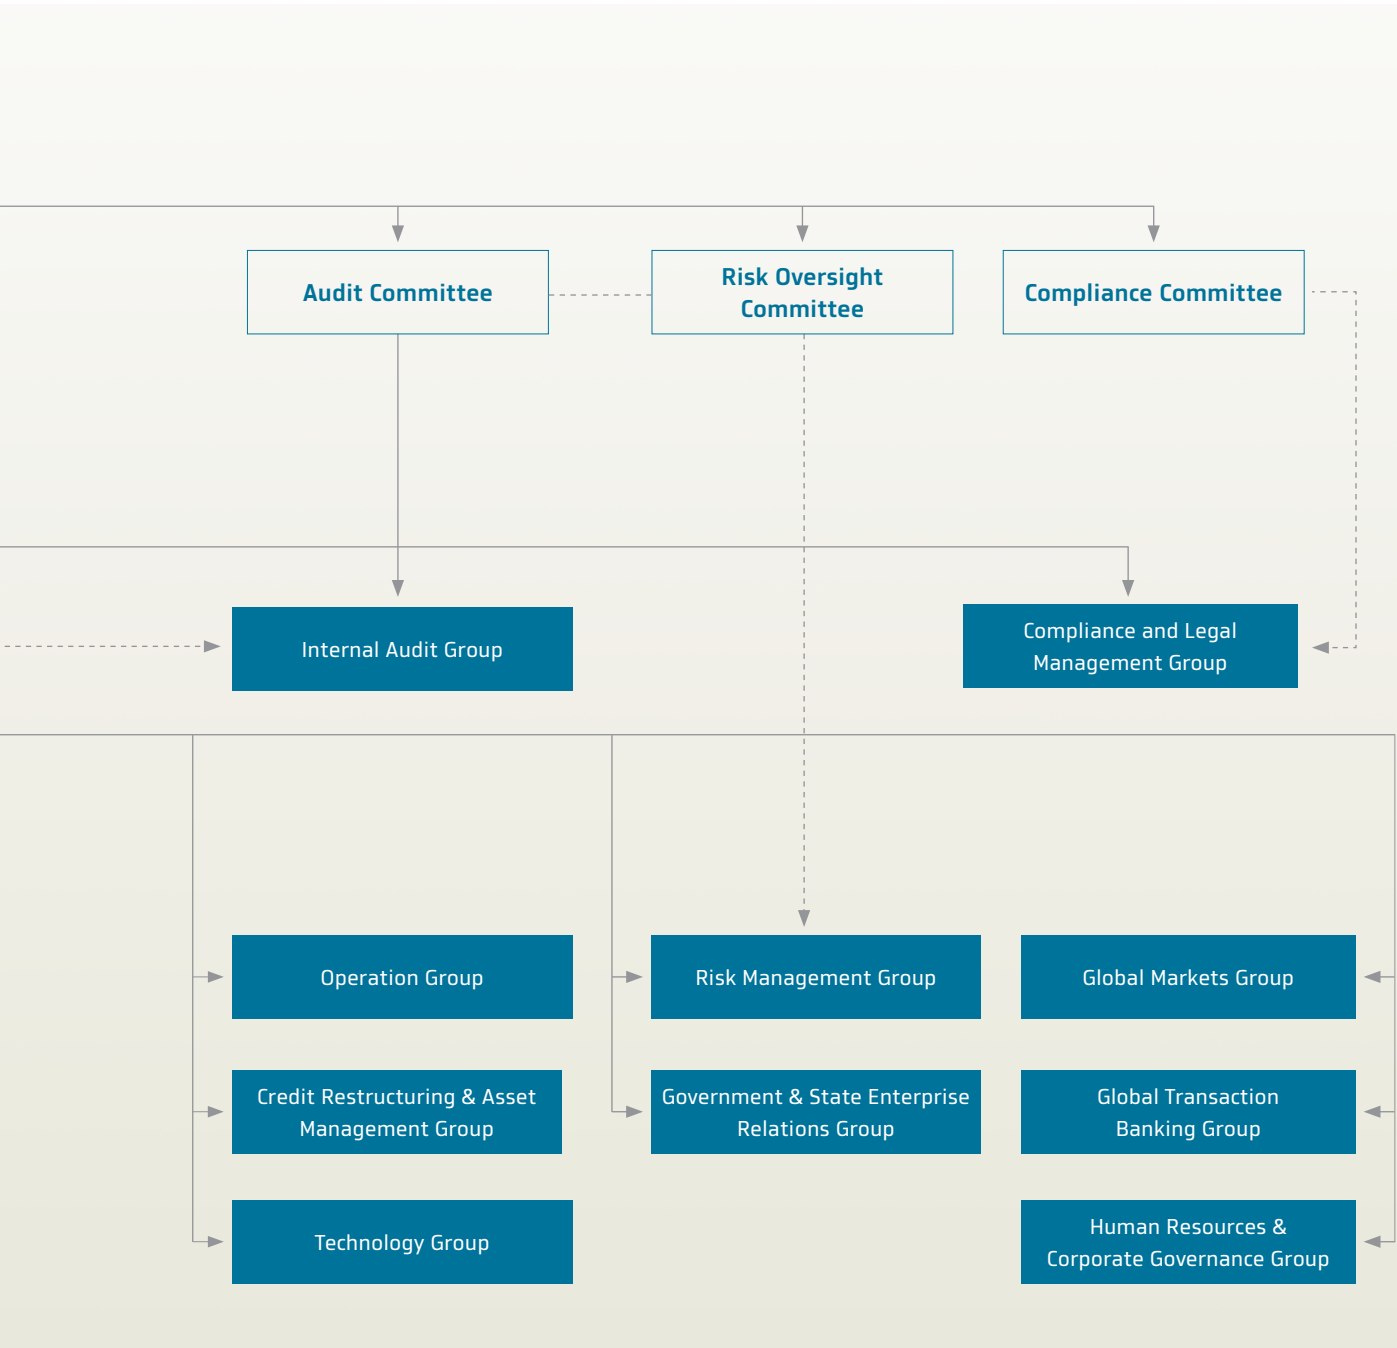 Audit Committee
Risk Oversight
Committee
Compliance Committee
Internal Audit Group
Compliance and Legal
Management Group
Operation Group
Risk Management Group
Global Markets Group
Credit Restructuring & Asset
Management Group
Government & State Enterprise
Relations Group
Global Transaction
Banking Group
Technology Group
Human Resources &
Corporate Governance Group